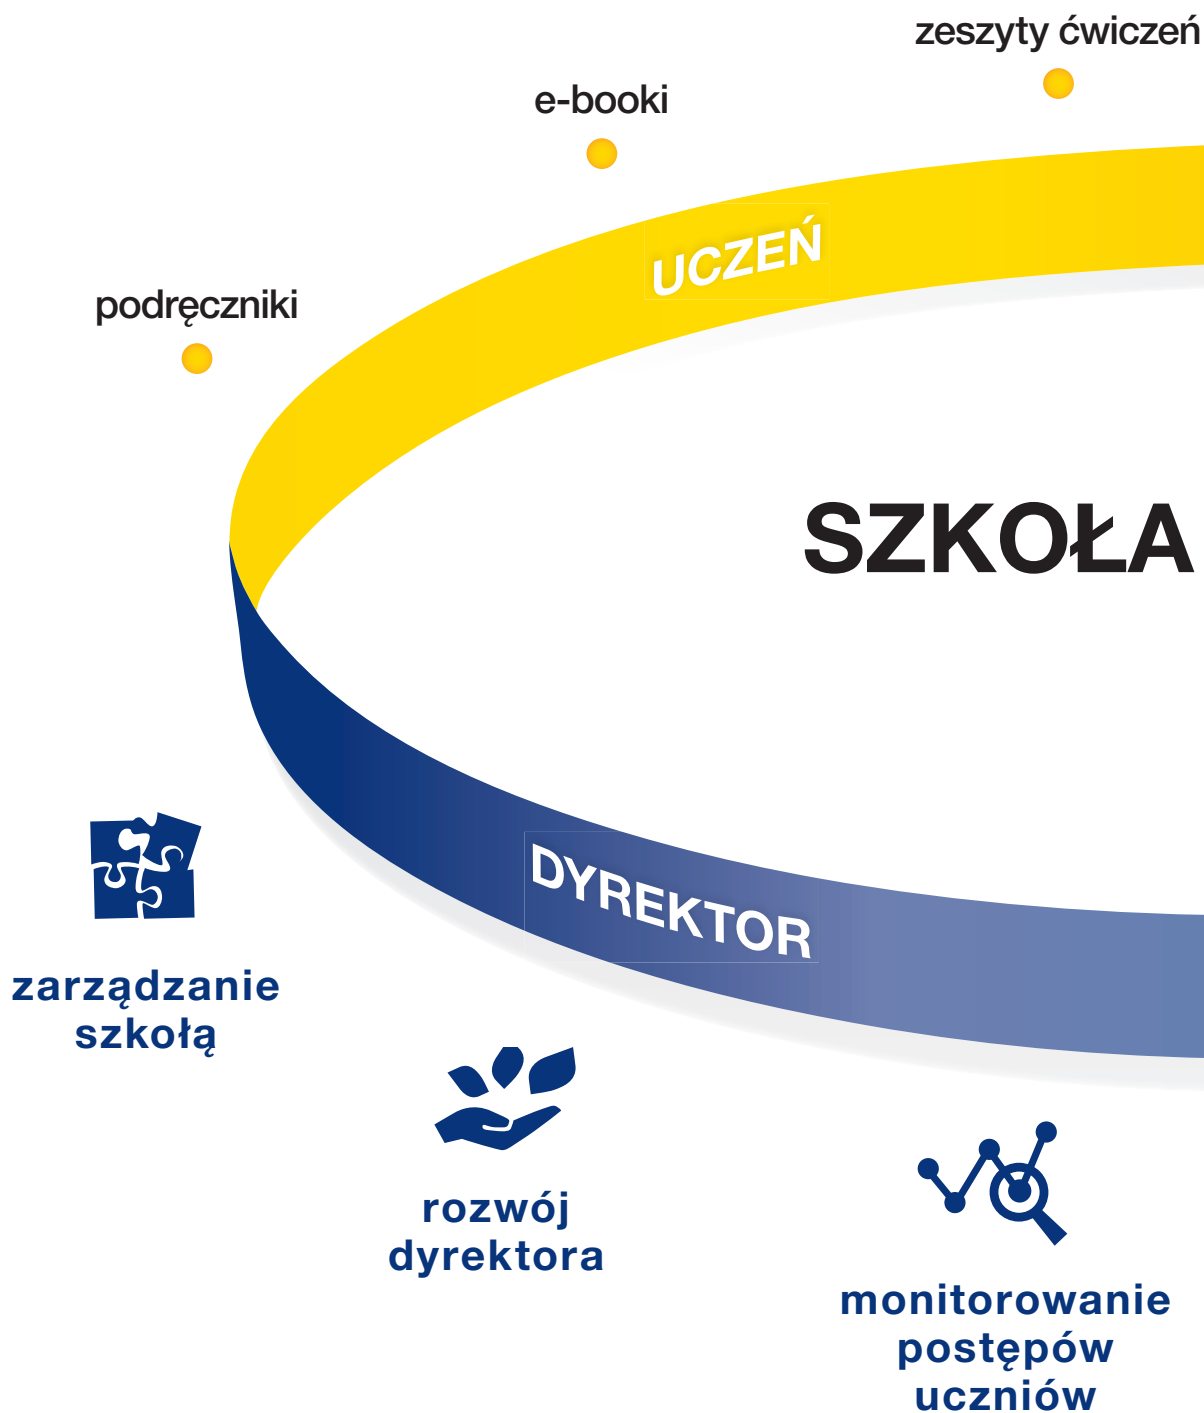 zeszyty ćwiczeń
e-booki
UCZEŃ
podręczniki
SZKOŁA
DYREKTOR
zarządzanie
szkołą
rozwój
dyrektora
monitorowanie
postępów
uczniów